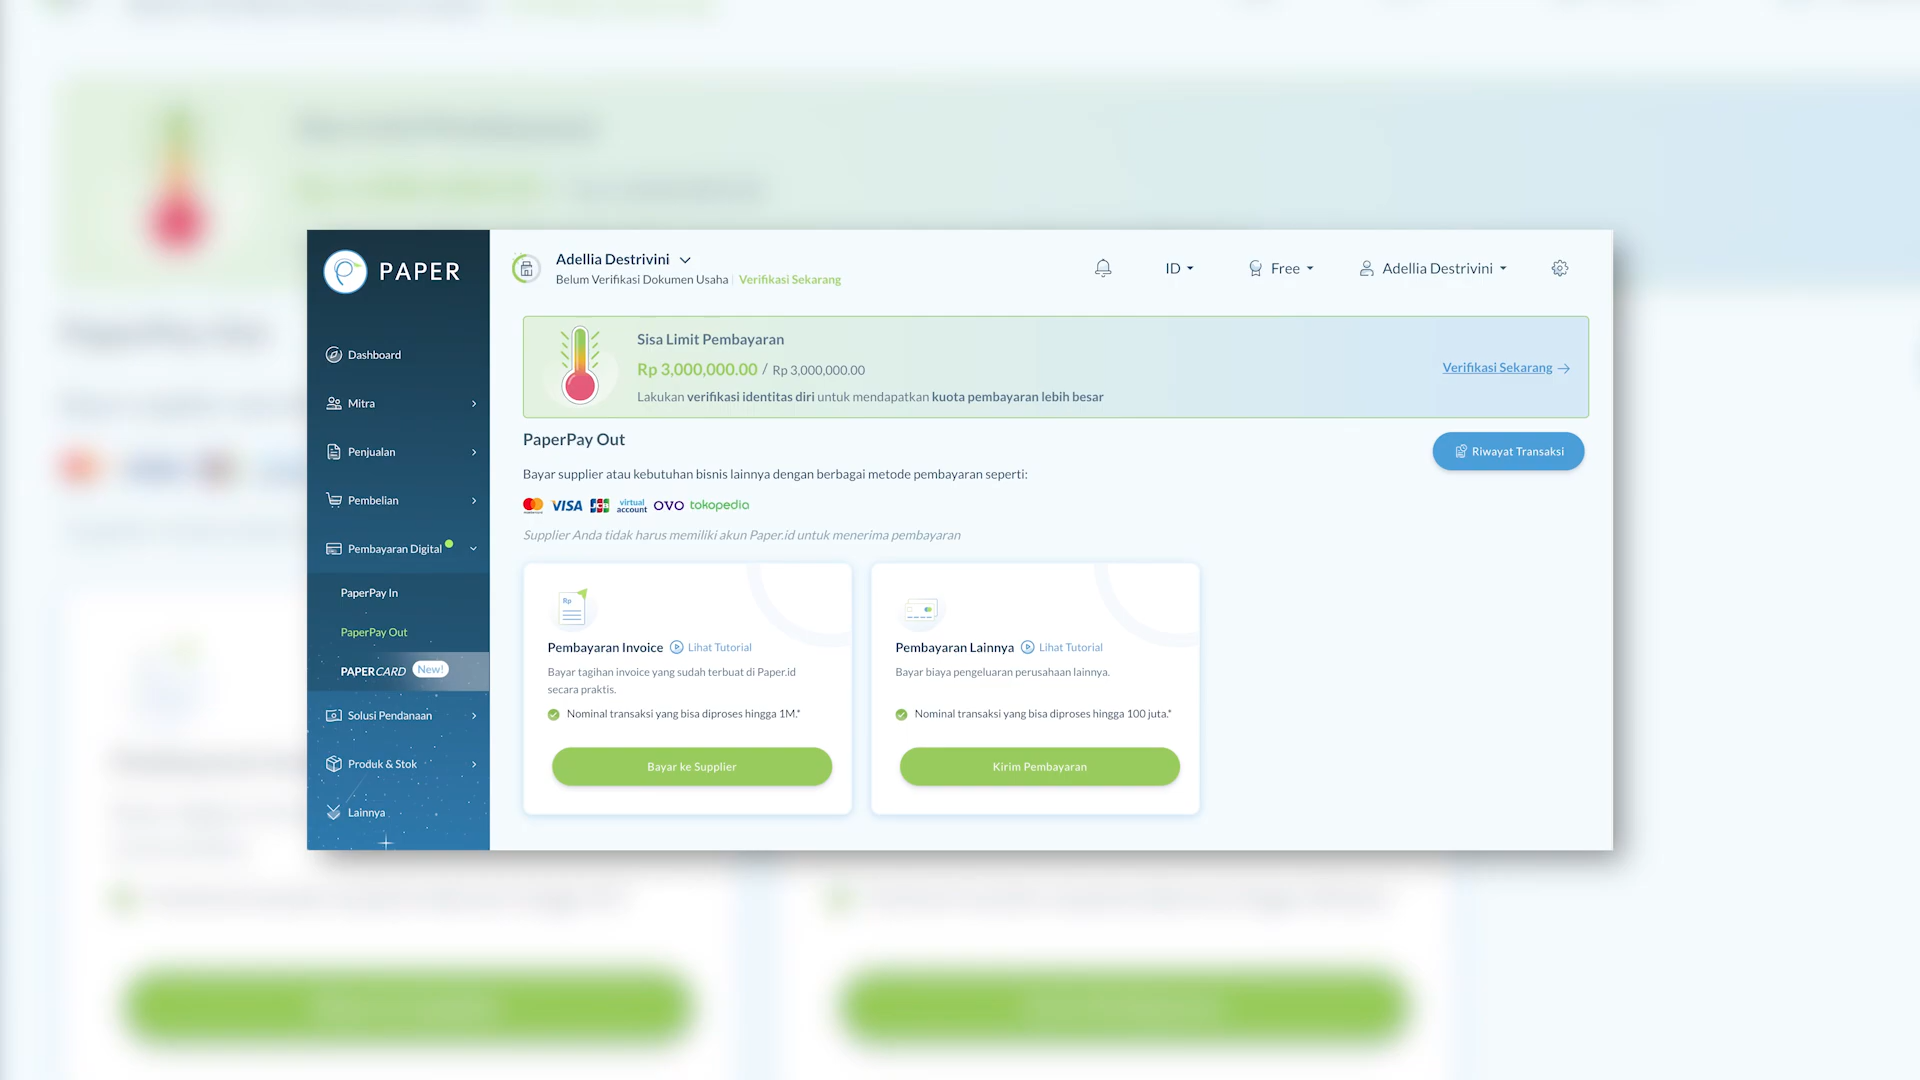 PAPER
Dashboard
Mitra
Penjualan
Pembelian
Pembayaran Digital
PaperPay In
PaperPay Out
PAPERCARD New!
Solusi Pendanaan
Produk & Stok
Lainnya
Adellia Destrivini
Belum Verifikasi Dokumen Usaha | Verifikasi Sekarang
ID
Free
Adellia Destrivini
Sisa Limit Pembayaran
Rp 3,000,000.00 / Rp 3,000,000.00
Lakukan verifikasi identitas diri untuk mendapatkan kuota pembayaran lebih besar
Verifikasi Sekarang
PaperPay Out
Riwayat Transaksi
Bayar supplier atau kebutuhan bisnis lainnya dengan berbagai metode pembayaran seperti:
VISA JCB virtual account OVO tokopedia
Supplier Anda tidak harus memiliki akun Paper.id untuk menerima pembayaran
Rp
Pembayaran Invoice Lihat Tutorial
Bayar tagihan invoice yang sudah terbuat di Paper.id
secara praktis.
Nominal transaksi yang bisa diproses hingga 1M.*
Bayar ke Supplier
Pembayaran Lainnya Lihat Tutorial
Bayar biaya pengeluaran perusahaan lainnya.
Nominal transaksi yang bisa diproses hingga 100 juta.*
Kirim Pembayaran